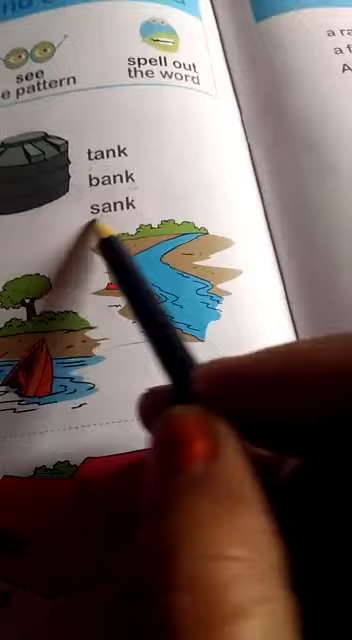 see
e pattern
spell out
the word
tank
bank
sank